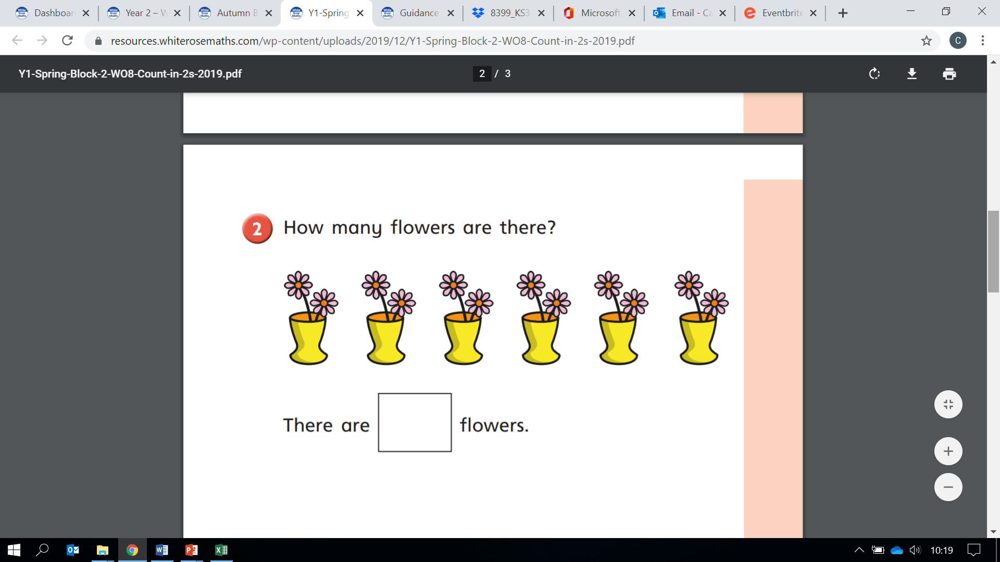 Dashboar
Year 2 – W
Autumn B
Y1-Spring
Guidance
8399_KS3
Microsoft
Email - Ca
Eventbrite
resources.whiterosemaths.com/wp-content/uploads/2019/12/Y1-Spring-Block-2-WO8-Count-in-2s-2019.pdf
C
Y1-Spring-Block-2-WO8-Count-in-2s-2019.pdf
2 / 3
2 How many flowers are there?
There are flowers.
10:19